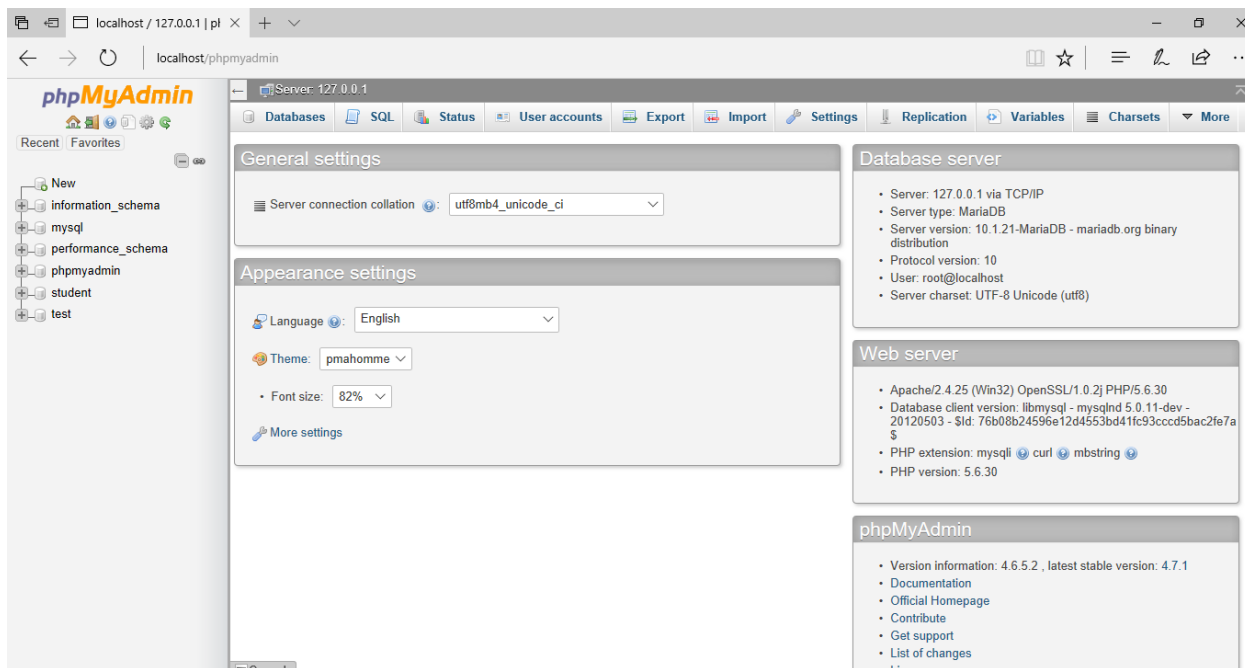 localhost / 127.0.0.1 | pl
localhost/phpmyadmin
phpMyAdmin
Recent Favorites
New
information_schema
mysql
performance_schema
phpmyadmin
student
test
Server: 127.0.0.1
Databases SQL Status User accounts Export Import Settings Replication Variables Charsets More
General settings
Server connection collation : utf8mb4_unicode_ci
Appearance settings
Language : English
Theme: pmahomme
• Font size: 82%
More settings
Database server
• Server: 127.0.0.1 via TCP/IP
• Server type: MariaDB
• Server version: 10.1.21-MariaDB - mariadb.org binary
distribution
• Protocol version: 10
• User: root@localhost
• Server charset: UTF-8 Unicode (utf8)
Web server
• Apache/2.4.25 (Win32) OpenSSL/1.0.2j PHP/5.6.30
• Database client version: libmysql - mysqlnd 5.0.11-dev -
20120503 - $Id: 76b08b24596e12d4553bd41fc93cccd5bac2fe7a
$
• PHP extension: mysqli curl mbstring
• PHP version: 5.6.30
phpMyAdmin
• Version information: 4.6.5.2 , latest stable version: 4.7.1
• Documentation
• Official Homepage
• Contribute
• Get support
• List of changes